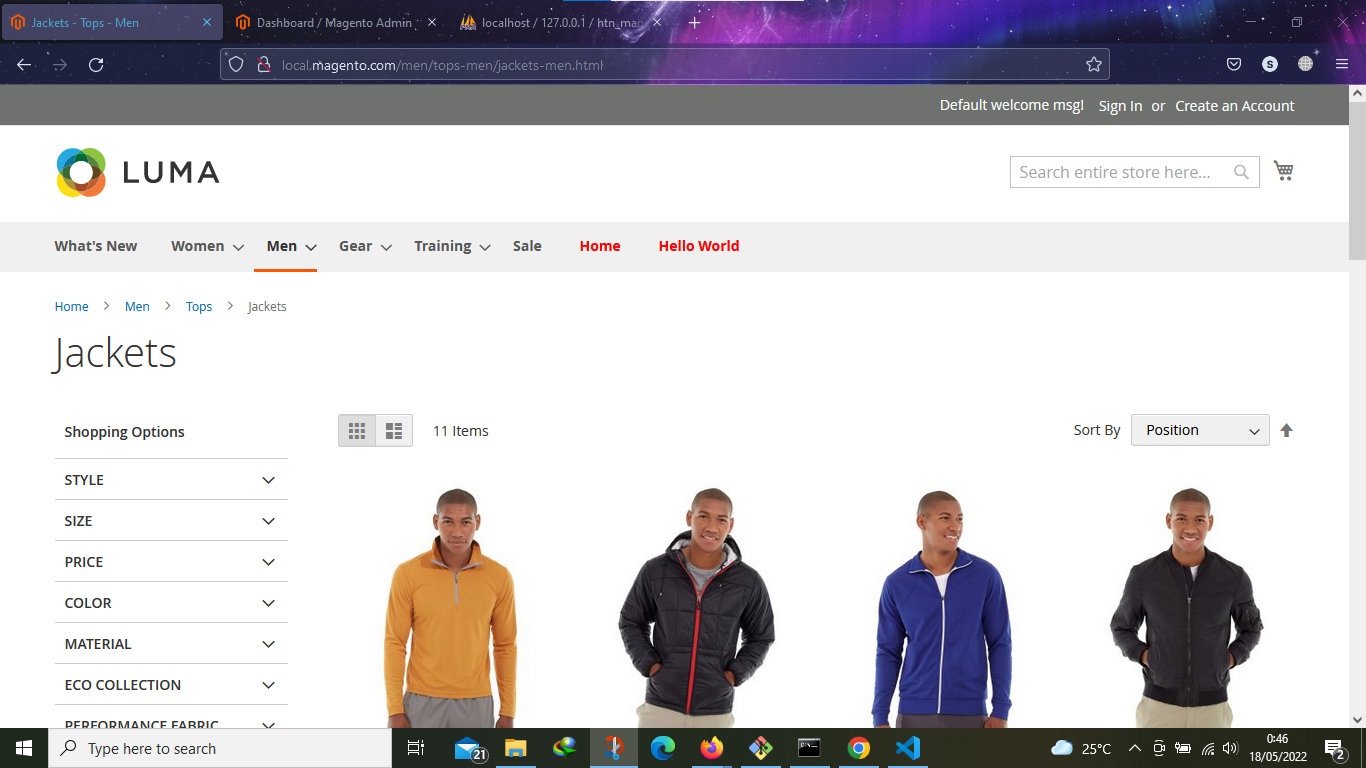 Jackets - Tops - Men
Dashboard / Magento Admin
localhost / 127.0.0.1 / htn_mag
local.magento.com/men/tops-men/jackets-men.html
S
Default welcome msg! Sign In or Create an Account
LUMA
Search entire store here...
What's New Women Men Gear Training Sale Home Hello World
Home > Men > Tops > Jackets
Jackets
Shopping Options
11 Items
Sort By Position
STYLE
SIZE
PRICE
COLOR
MATERIAL
ECO COLLECTION
PERFORMANCE FABRIC
Type here to search
21
25°C
0:46
18/05/2022
2